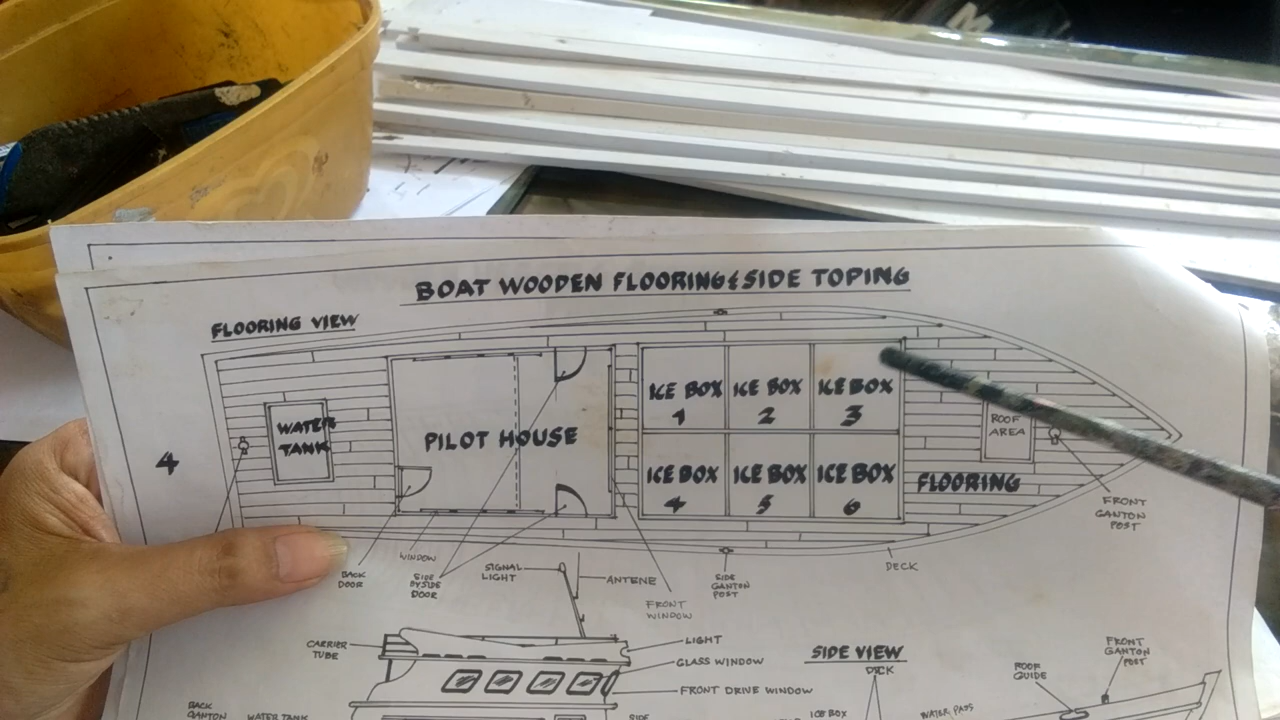 BOAT WOODEN FLOORING & SIDE TOPING
FLOORING VIEW
4
WATER
TANK
PILOT HOUSE
ICE BOX
1
ICE BOX
2
ICE BOX
3
ICE BOX
4
ICE BOX
5
ICE BOX
6
ROOF
AREA
FLOORING
FRONT
GANTON
POST
BACK
DOOR
WINDOW
SIDE
BYSIDE
DOOR
SIGNAL
LIGHT
ANTENE
FRONT
WINDOW
SIDE
GANTON
POST
DECK
CARRIER
TUBE
LIGHT
GLASS WINDOW
FRONT DRIVE WINDOW
SIDE VIEW
DECK
ROOF
GUIDE
FRONT
GANTON
POST
BACK
GANTON
WATER TANK
SIDE
ICE BOX
WATER PASS